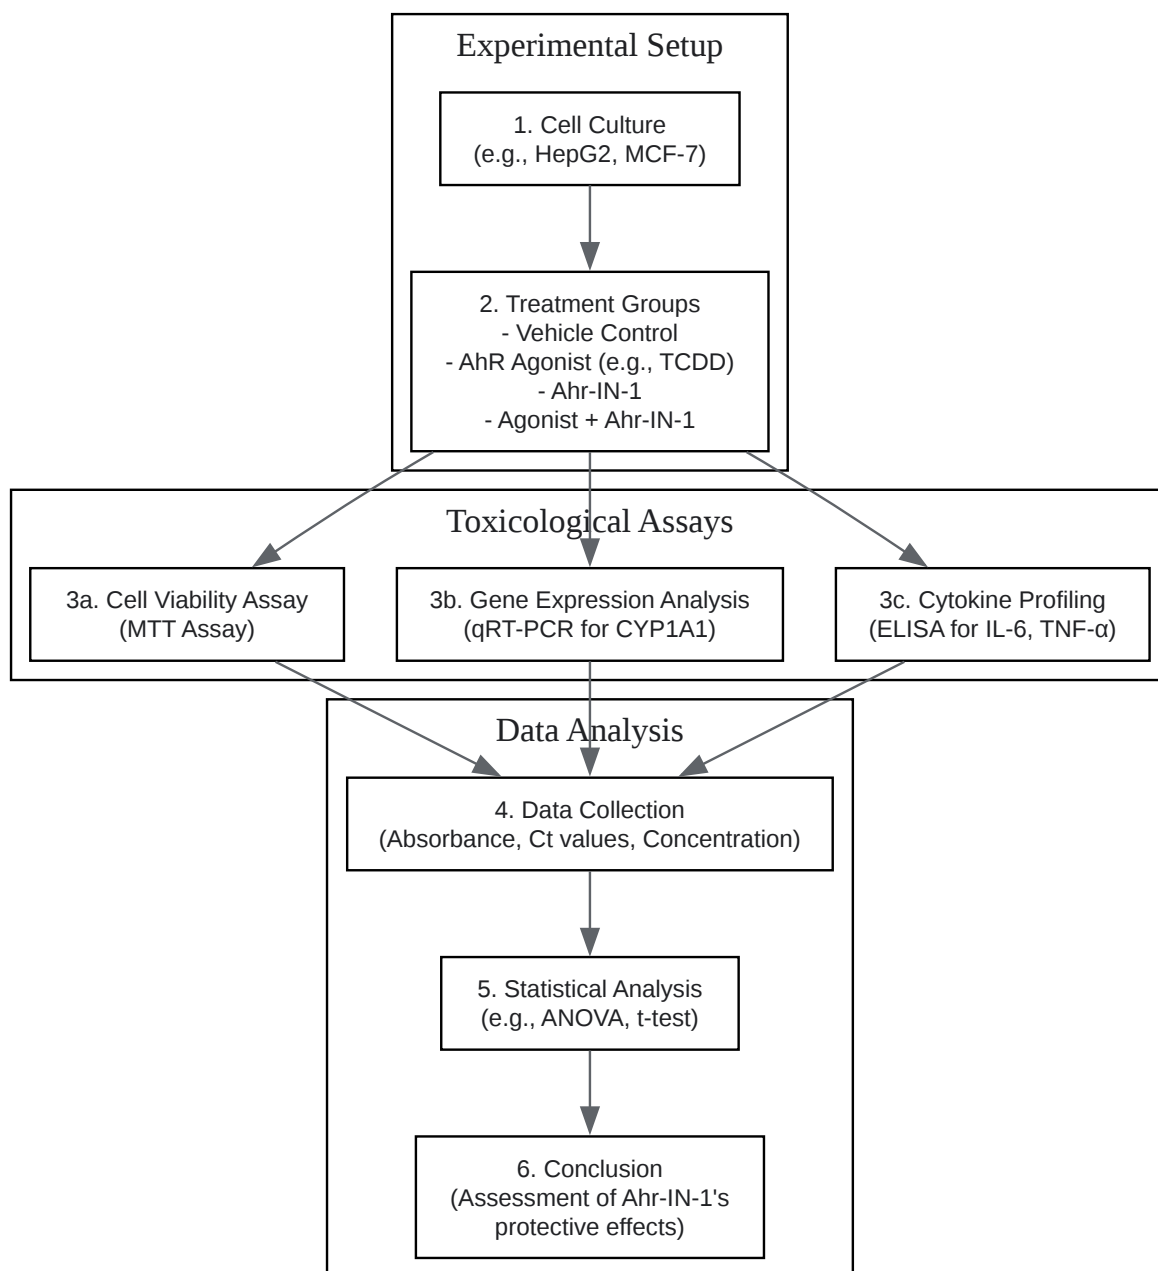 Experimental Setup
1. Cell Culture
(e.g., HepG2, MCF-7)
2. Treatment Groups
- Vehicle Control
- AhR Agonist (e.g., TCDD)
- Ahr-IN-1
- Agonist + Ahr-IN-1
Toxicological Assays
3a. Cell Viability Assay
(MTT Assay)
3b. Gene Expression Analysis
(qRT-PCR for CYP1A1)
3c. Cytokine Profiling
(ELISA for IL-6, TNF-α)
Data Analysis
4. Data Collection
(Absorbance, Ct values, Concentration)
5. Statistical Analysis
(e.g., ANOVA, t-test)
6. Conclusion
(Assessment of Ahr-IN-1's
protective effects)